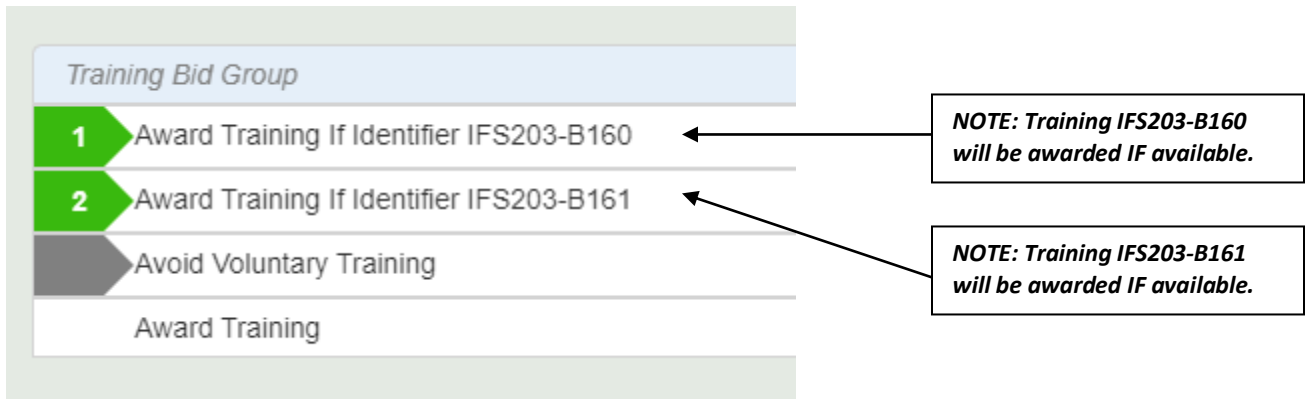 Training Bid Group
1 Award Training If Identifier IFS203-B160
NOTE: Training IFS203-B160
will be awarded IF available.
2 Award Training If Identifier IFS203-B161
Avoid Voluntary Training
NOTE: Training IFS203-B161
will be awarded IF available.
Award Training